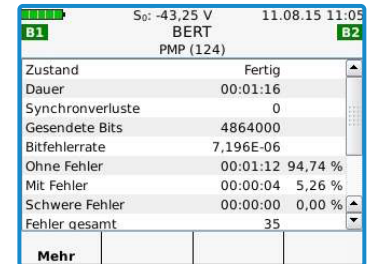 S₀: -43,25 V 11.08.15 11:05
B1 BERT B2
PMP (124)
Zustand Fertig
Dauer 00:01:16
Synchronverluste 0
Gesendete Bits 4864000
Bitfehlerrate 7,196E-06
Ohne Fehler 00:01:12 94,74 %
Mit Fehler 00:00:04 5,26 %
Schwere Fehler 00:00:00 0,00 %
Fehler gesamt 35
Mehr